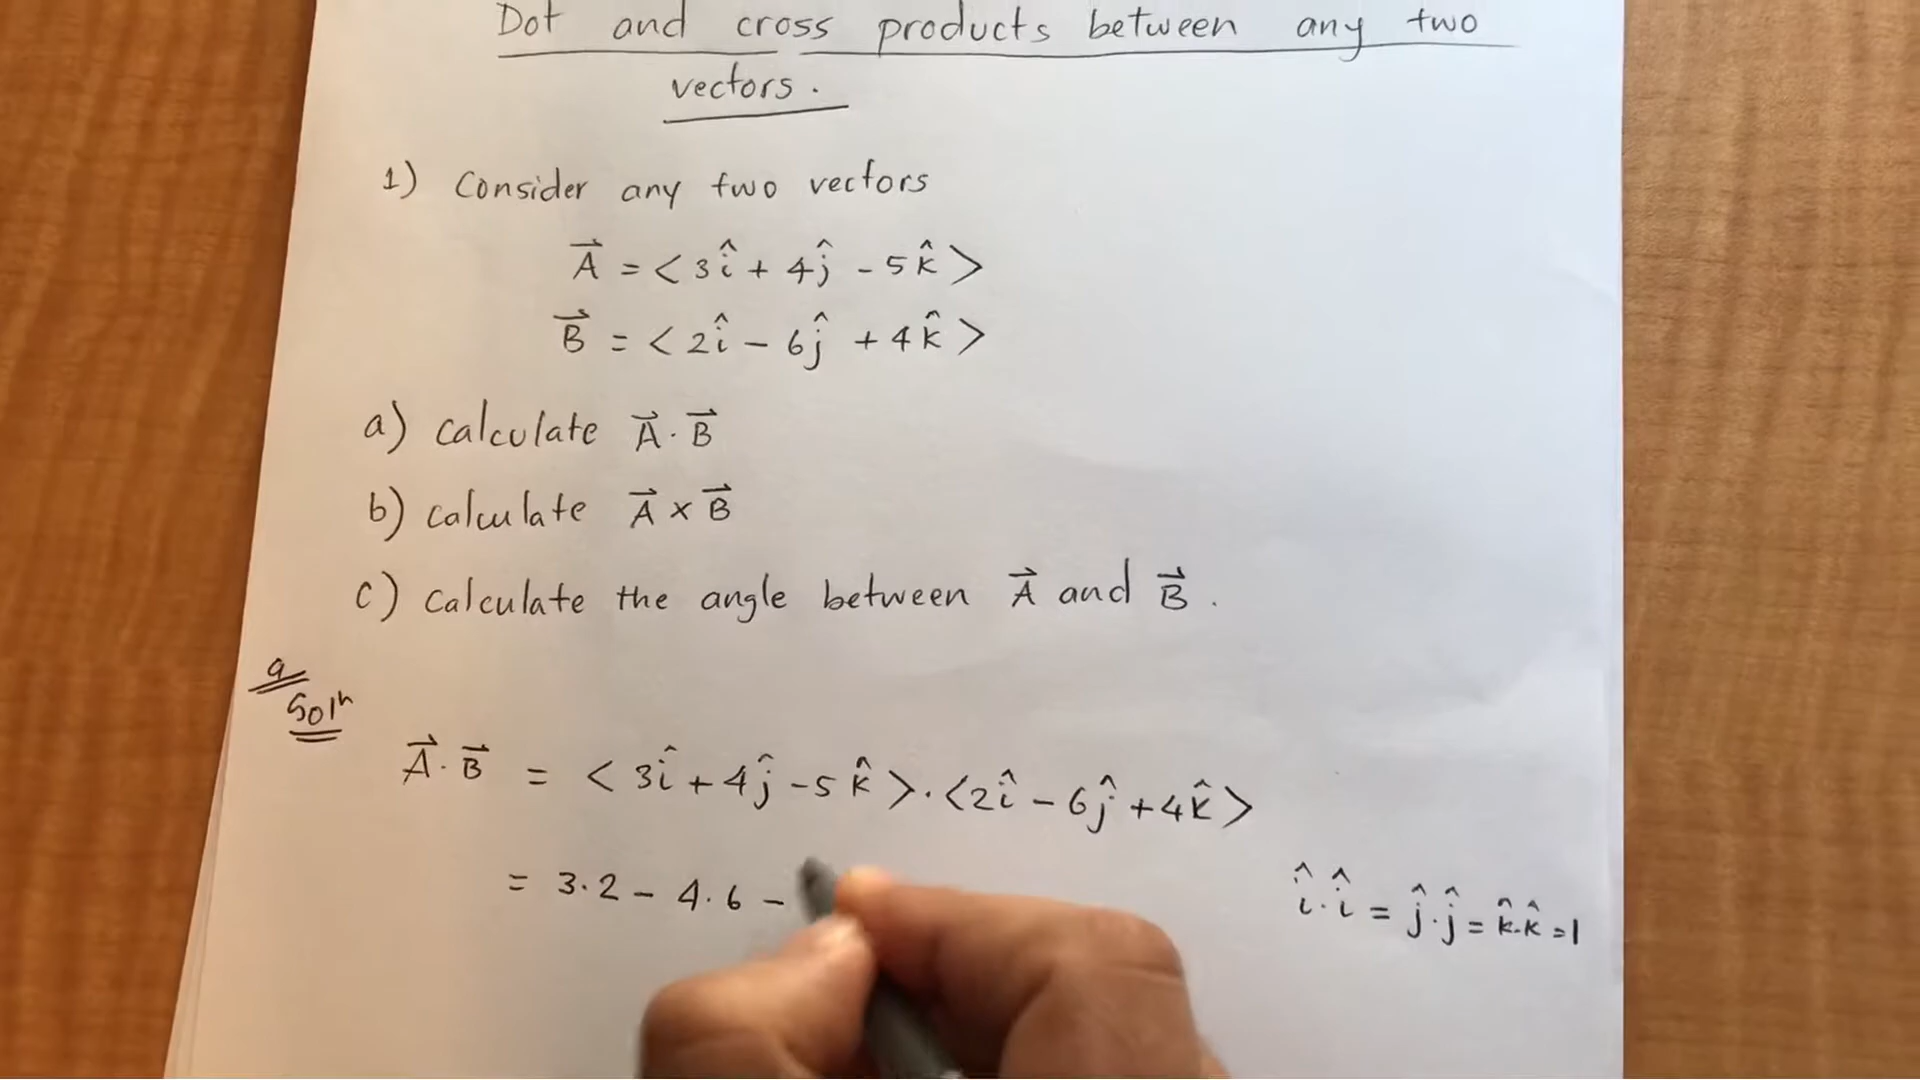 Dot and cross products between any two
vectors.
1) Consider any two vectors
A⃗ = < 3î + 4ĵ - 5k̂ >
B⃗ = < 2î - 6ĵ + 4k̂ >
a) calculate A⃗ · B⃗
b) calculate A⃗ × B⃗
c) calculate the angle between A⃗ and B⃗.
a
Solⁿ
A⃗ · B⃗ = < 3î + 4ĵ - 5k̂ > · < 2î - 6ĵ + 4k̂ >
= 3·2 - 4·6 -
î·î = ĵ·ĵ = k̂·k̂ = 1